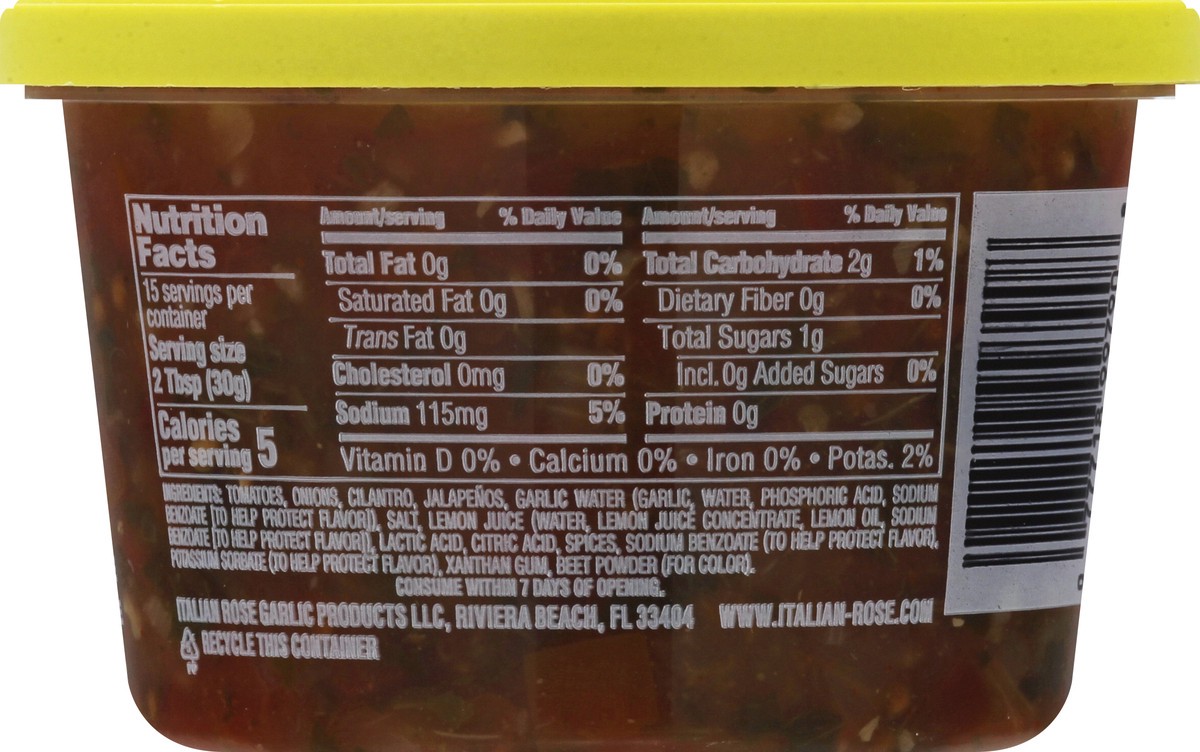 Nutrition
Facts
15 servings per
container
Serving size
2 Tbsp (30g)
Calories
per serving 5
Amount/serving % Daily Value
Total Fat 0g 0%
Saturated Fat 0g 0%
Trans Fat 0g
Cholesterol 0mg 0%
Sodium 115mg 5%
Amount/serving % Daily Value
Total Carbohydrate 2g 1%
Dietary Fiber 0g 0%
Total Sugars 1g
Incl. 0g Added Sugars 0%
Protein 0g
Vitamin D 0% • Calcium 0% • Iron 0% • Potas. 2%
INGREDIENTS: TOMATOES, ONIONS, CILANTRO, JALAPEÑOS, GARLIC WATER (GARLIC, WATER, PHOSPHORIC ACID, SODIUM
BENZOATE [TO HELP PROTECT FLAVOR]), SALT, LEMON JUICE (WATER, LEMON JUICE CONCENTRATE, LEMON OIL, SODIUM
BENZOATE [TO HELP PROTECT FLAVOR]), LACTIC ACID, CITRIC ACID, SPICES, SODIUM BENZOATE (TO HELP PROTECT FLAVOR),
POTASSIUM SORBATE (TO HELP PROTECT FLAVOR), XANTHAN GUM, BEET POWDER (FOR COLOR).
CONSUME WITHIN 7 DAYS OF OPENING.
ITALIAN ROSE GARLIC PRODUCTS LLC, RIVIERA BEACH, FL 33404 WWW.ITALIAN-ROSE.COM
RECYCLE THIS CONTAINER
PP